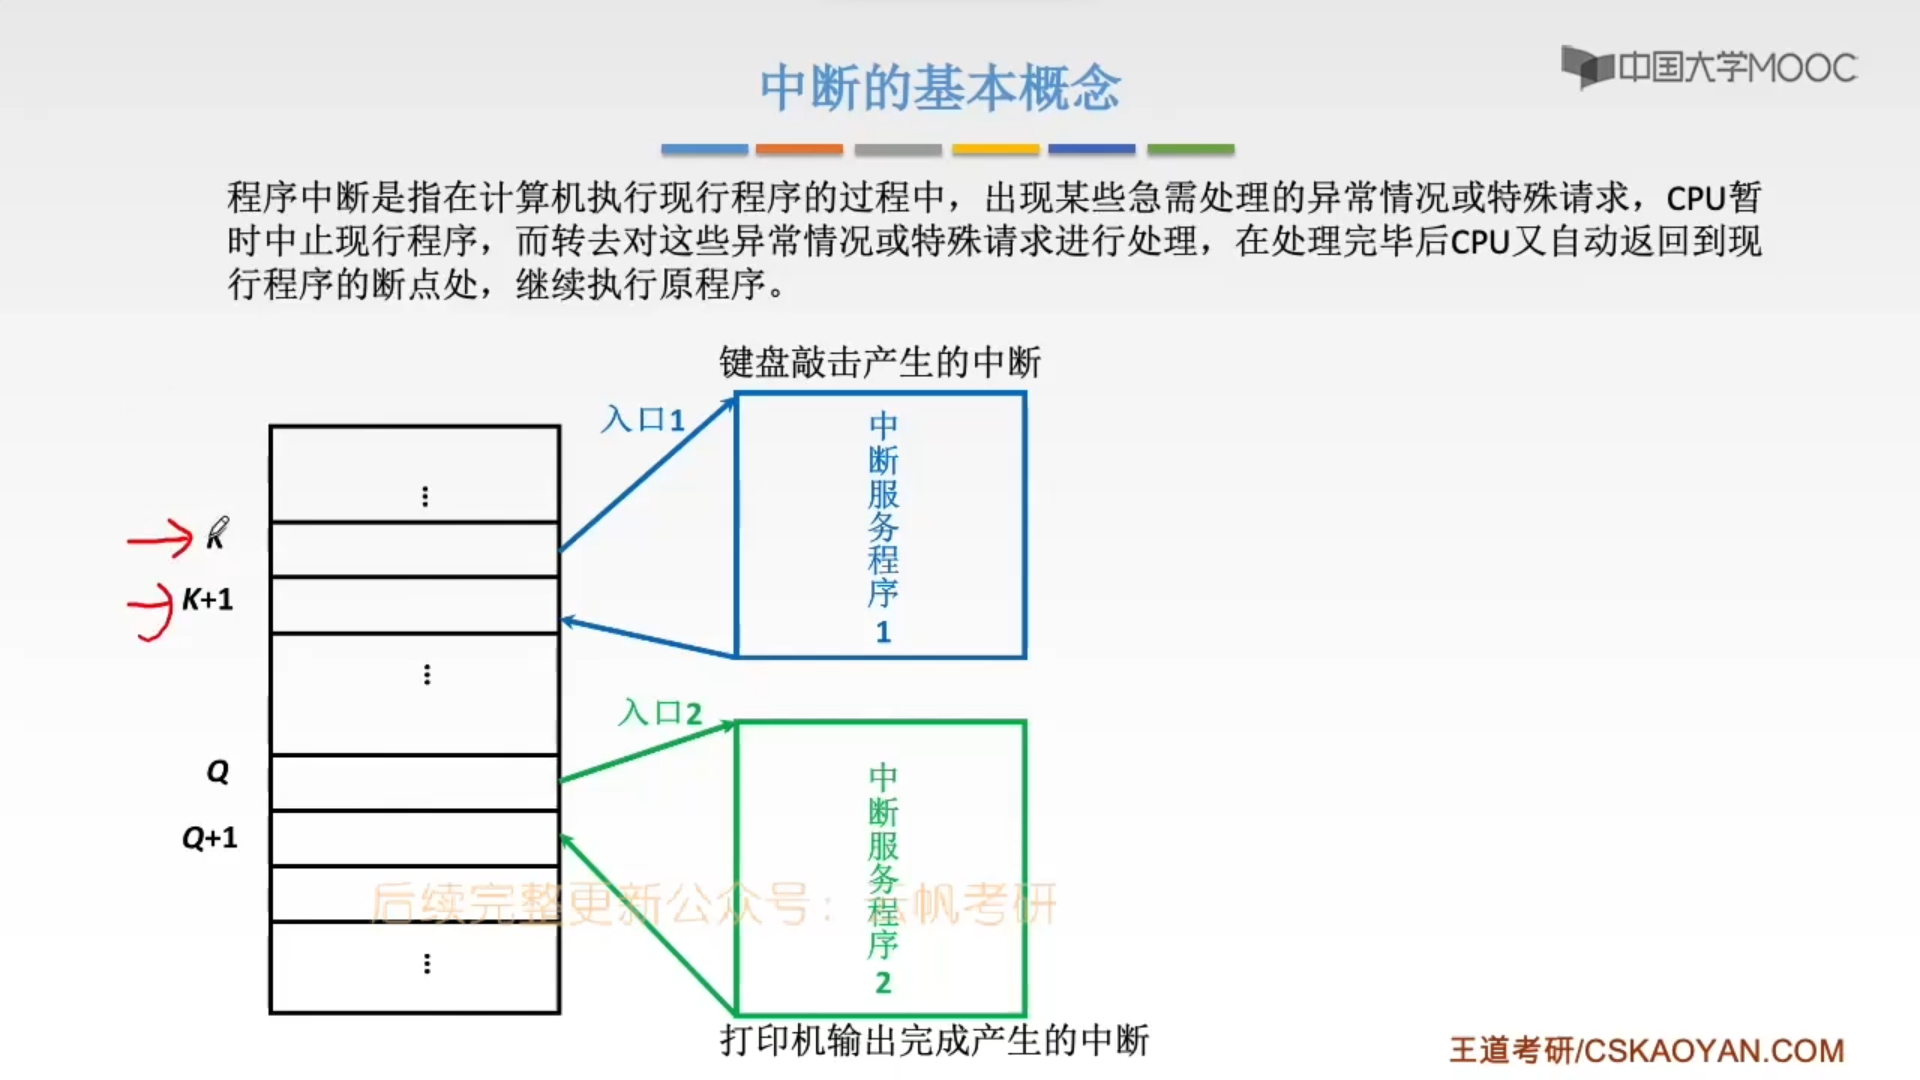 中断的基本概念
中国大学MOOC
程序中断是指在计算机执行现行程序的过程中，出现某些急需处理的异常情况或特殊请求，CPU暂
时中止现行程序，而转去对这些异常情况或特殊请求进行处理，在处理完毕后CPU又自动返回到现
行程序的断点处，继续执行原程序。
键盘敲击产生的中断
入口1
中断服务程序1
K
K+1
入口2
Q
Q+1
中断服务程序2
后续完整更新公众号：云帆考研
打印机输出完成产生的中断
王道考研/CSKAOYAN.COM